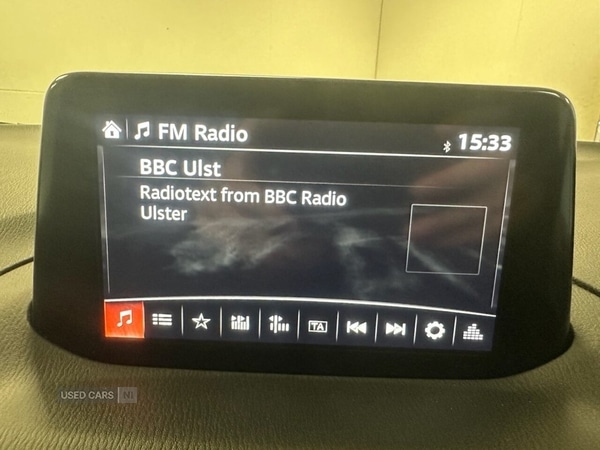 FM Radio
15:33
BBC Ulst
Radiotext from BBC Radio
Ulster
TA
USED CARS NI